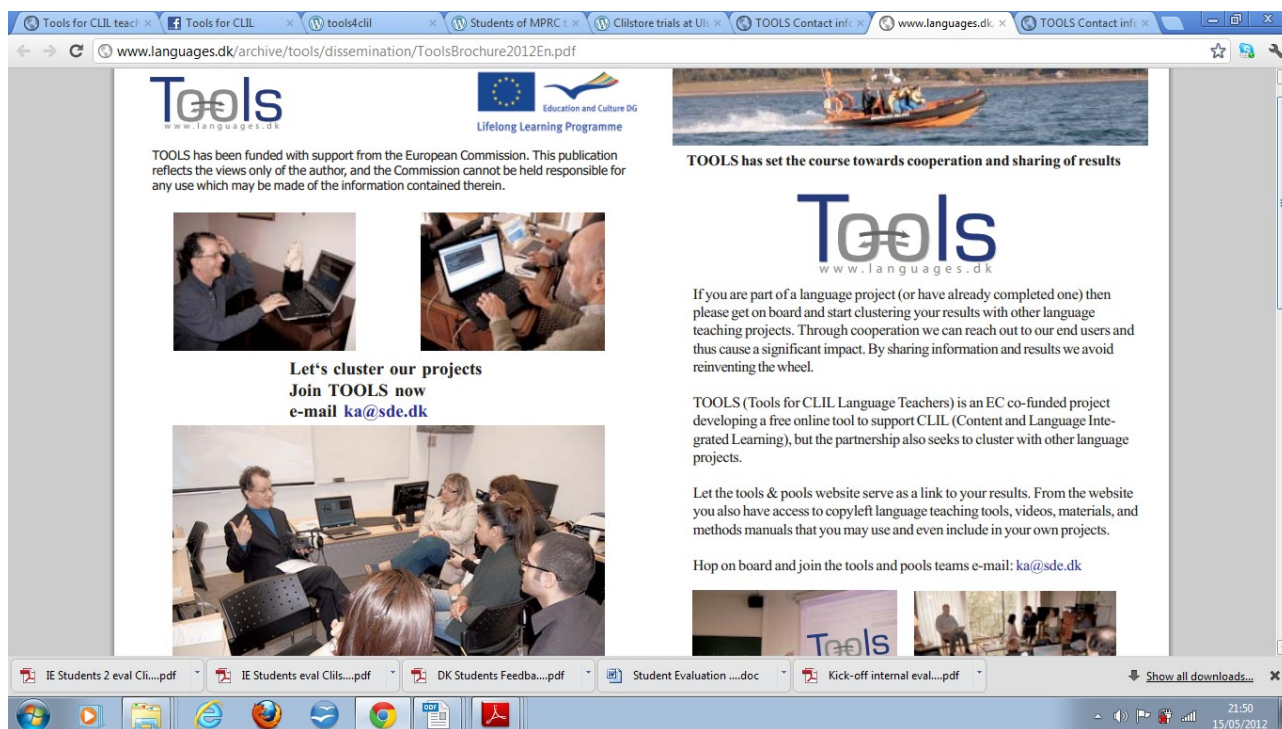 Tools for CLIL teach
Tools for CLIL
tools4clil
Students of MPRC t
Clilstore trials at Uls
TOOLS Contact info
www.languages.dk
TOOLS Contact info
www.languages.dk/archive/tools/dissemination/ToolsBrochure2012En.pdf
Tools
www.languages.dk
Education and Culture DG
Lifelong Learning Programme
TOOLS has been funded with support from the European Commission. This publication
reflects the views only of the author, and the Commission cannot be held responsible for
any use which may be made of the information contained therein.
Let‘s cluster our projects
Join TOOLS now
e-mail ka@sde.dk
TOOLS has set the course towards cooperation and sharing of results
Tools
www.languages.dk
If you are part of a language project (or have already completed one) then
please get on board and start clustering your results with other language
teaching projects. Through cooperation we can reach out to our end users and
thus cause a significant impact. By sharing information and results we avoid
reinventing the wheel.
TOOLS (Tools for CLIL Language Teachers) is an EC co-funded project
developing a free online tool to support CLIL (Content and Language Inte-
grated Learning), but the partnership also seeks to cluster with other language
projects.
Let the tools & pools website serve as a link to your results. From the website
you also have access to copyleft language teaching tools, videos, materials, and
methods manuals that you may use and even include in your own projects.
Hop on board and join the tools and pools teams e-mail: ka@sde.dk
Tools
IE Students 2 eval Cli....pdf
IE Students eval Clils....pdf
DK Students Feedba....pdf
Student Evaluation ....doc
Kick-off internal eval....pdf
Show all downloads...
ODF
21:50
15/05/2012